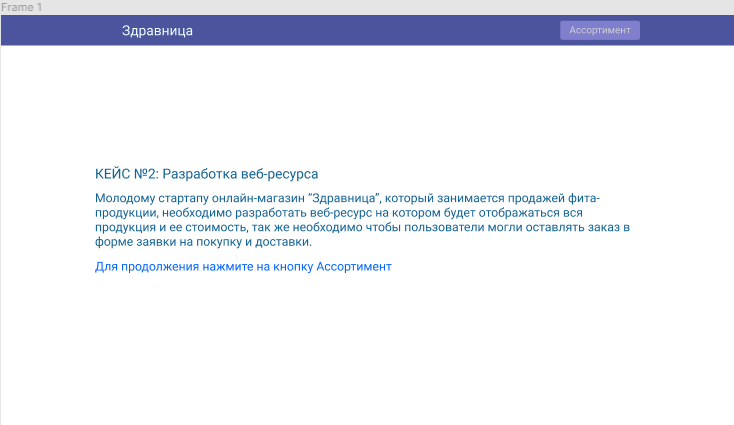 Frame 1
Здравница
Ассортимент
КЕЙС №2: Разработка веб-ресурса
Молодому стартапу онлайн-магазин “Здравница”, который занимается продажей фита-
продукции, необходимо разработать веб-ресурс на котором будет отображаться вся
продукция и ее стоимость, так же необходимо чтобы пользователи могли оставлять заказ в
форме заявки на покупку и доставки.
Для продолжения нажмите на кнопку Ассортимент